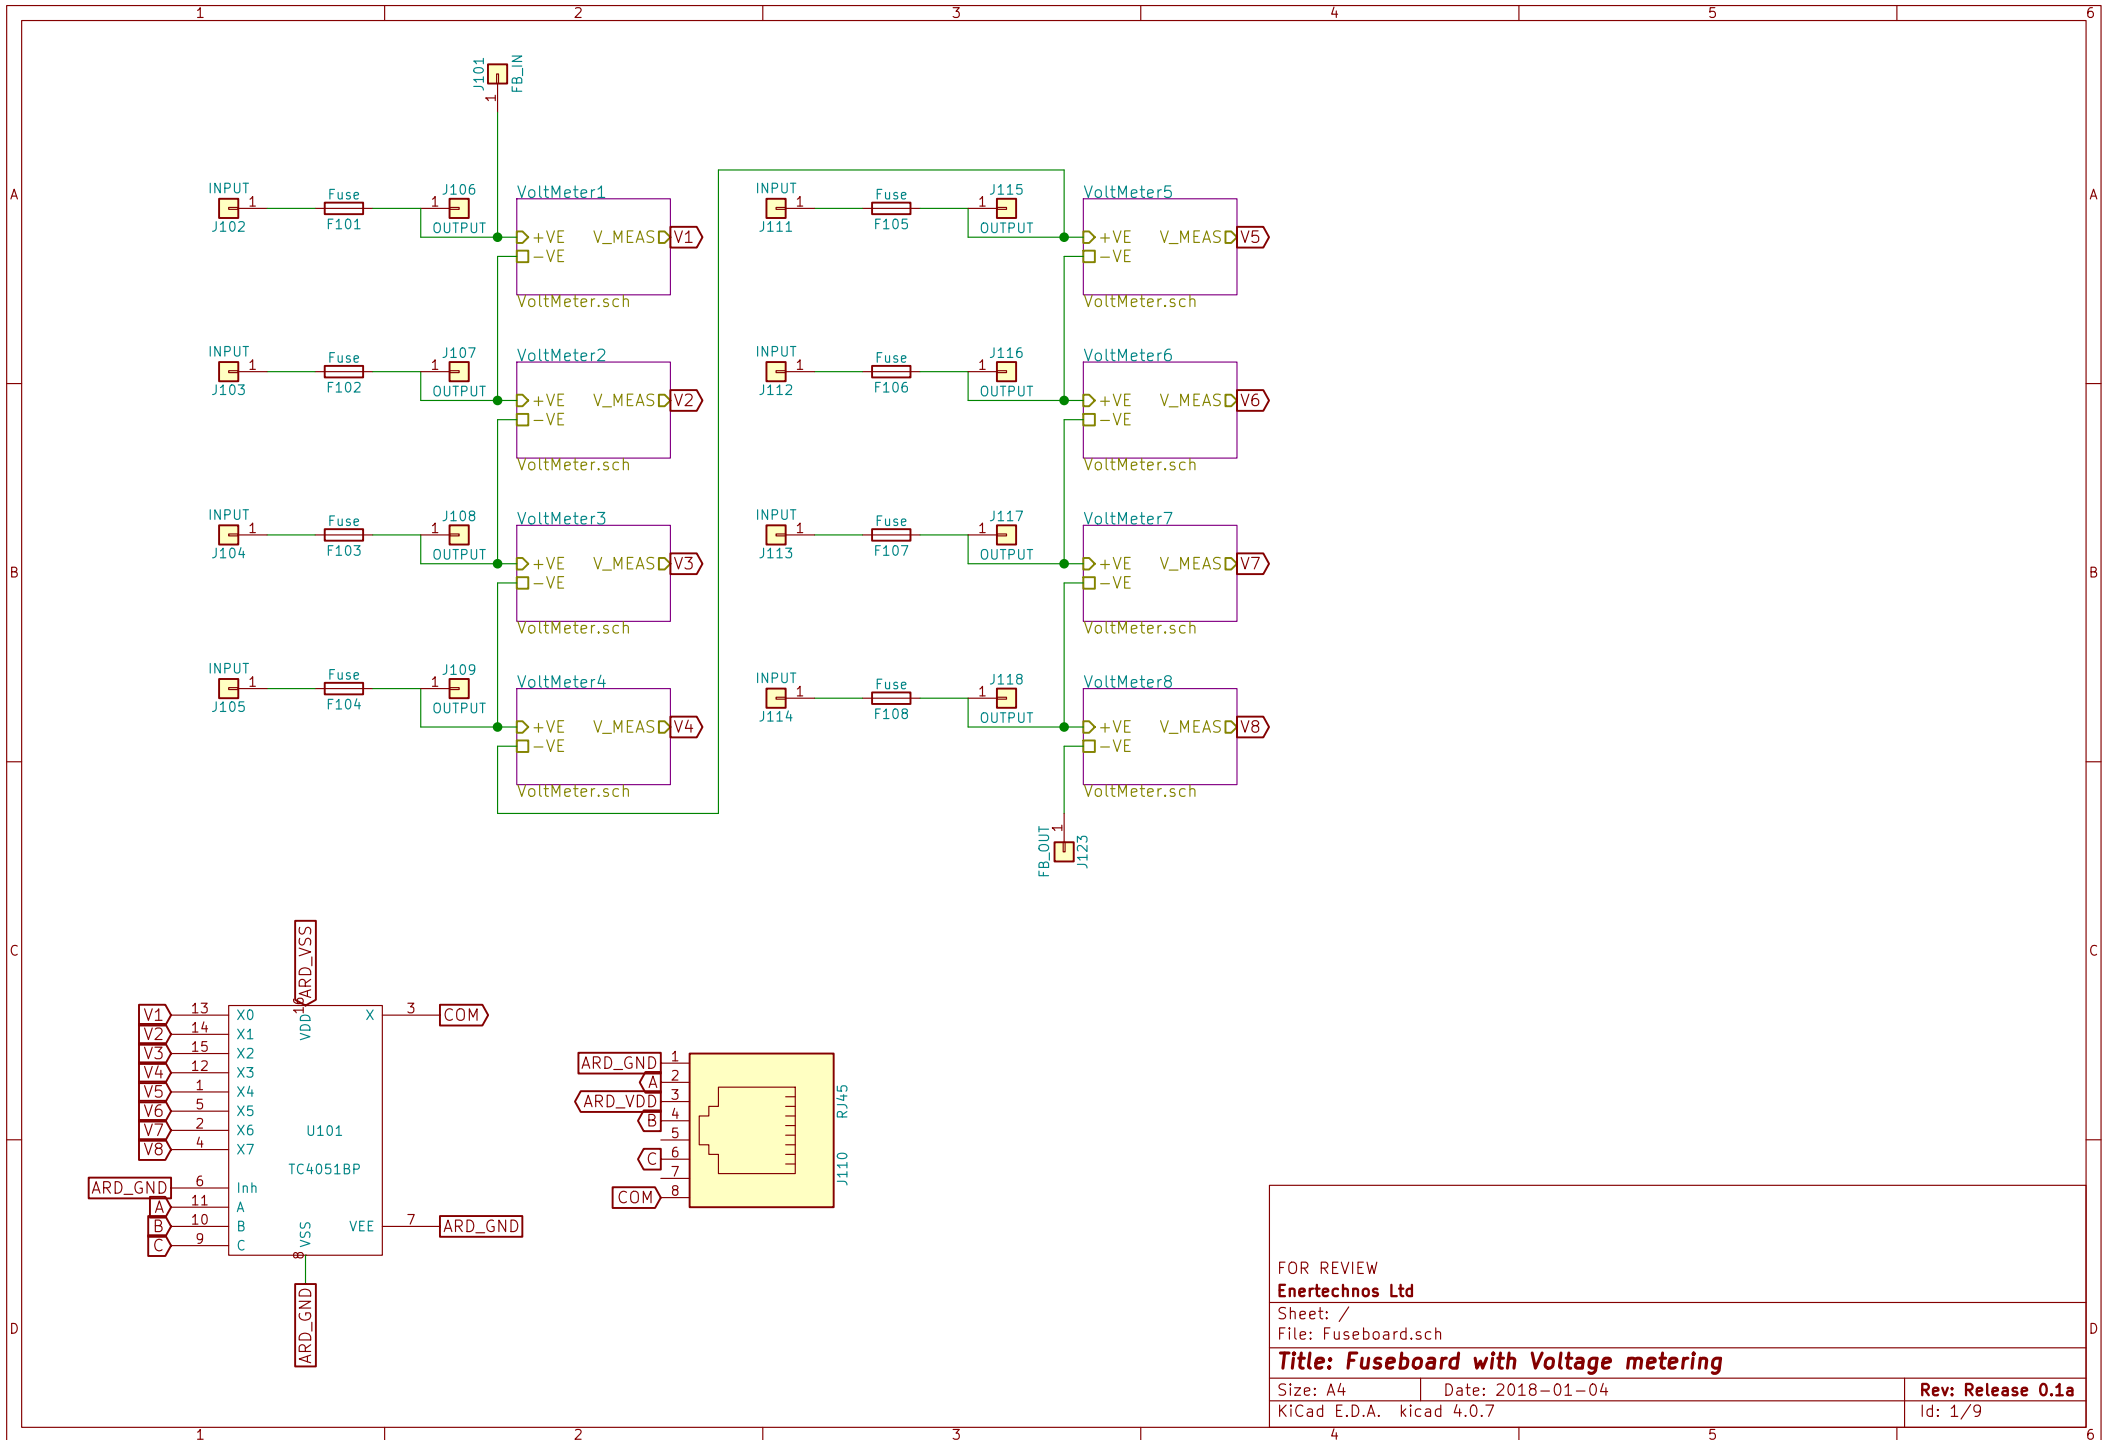 1 2 3 4 5 6
A
B
C
D
A
B
C
D
J101
FB_IN
1
INPUT
1
J102
Fuse
F101
J106
1
OUTPUT
VoltMeter1
+VE V_MEAS V1
-VE
VoltMeter.sch
INPUT
1
J103
Fuse
F102
J107
1
OUTPUT
VoltMeter2
+VE V_MEAS V2
-VE
VoltMeter.sch
INPUT
1
J104
Fuse
F103
J108
1
OUTPUT
VoltMeter3
+VE V_MEAS V3
-VE
VoltMeter.sch
INPUT
1
J105
Fuse
F104
J109
1
OUTPUT
VoltMeter4
+VE V_MEAS V4
-VE
VoltMeter.sch
INPUT
1
J111
Fuse
F105
J115
1
OUTPUT
VoltMeter5
+VE V_MEAS V5
-VE
VoltMeter.sch
INPUT
1
J112
Fuse
F106
J116
1
OUTPUT
VoltMeter6
+VE V_MEAS V6
-VE
VoltMeter.sch
INPUT
1
J113
Fuse
F107
J117
1
OUTPUT
VoltMeter7
+VE V_MEAS V7
-VE
VoltMeter.sch
INPUT
1
J114
Fuse
F108
J118
1
OUTPUT
VoltMeter8
+VE V_MEAS V8
-VE
VoltMeter.sch
1
FB_OUT
J123
ARD_VSS
16
VDD
V1 13 X0
V2 14 X1
V3 15 X2
V4 12 X3
V5 1 X4
V6 5 X5
V7 2 X6
V8 4 X7
ARD_GND 6 Inh
A 11 A
B 10 B
C 9 C
X 3 COM
U101
TC4051BP
VEE 7 ARD_GND
VSS
8
ARD_GND
ARD_GND 1
A 2
ARD_VDD 3
B 4
5
C 6
7
COM 8
RJ45
J110
FOR REVIEW
Enertechnos Ltd
Sheet: /
File: Fuseboard.sch
Title: Fuseboard with Voltage metering
Size: A4 Date: 2018-01-04 Rev: Release 0.1a
KiCad E.D.A. kicad 4.0.7 Id: 1/9
1 2 3 4 5 6